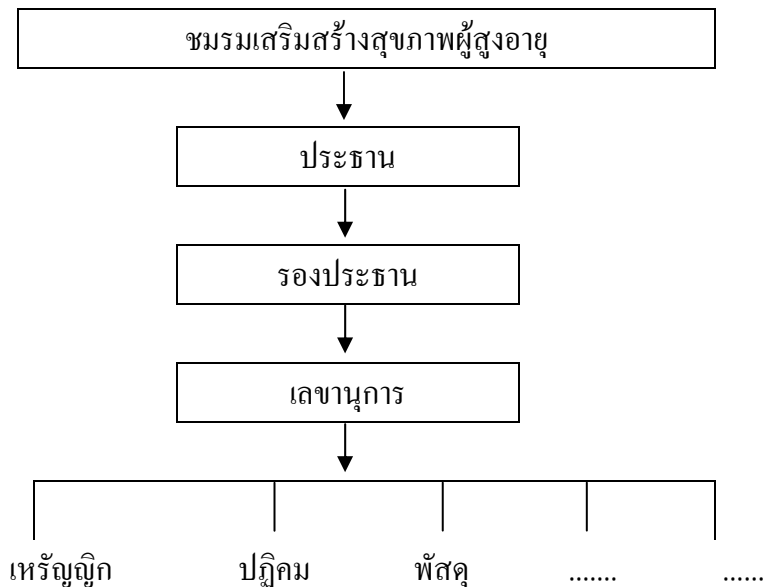 ชมรมเสริมสร้างสุขภาพผู้สูงอายุ
ประธาน
รองประธาน
เลขานุการ
เหรัญญิก ปฏิคม พัสดุ ....... ......